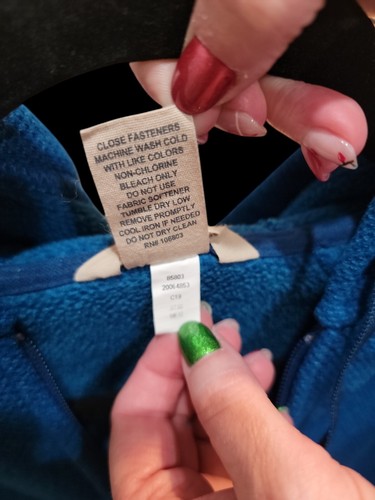 CLOSE FASTENERS
MACHINE WASH COLD
WITH LIKE COLORS
NON-CHLORINE
BLEACH ONLY
DO NOT USE
FABRIC SOFTENER
TUMBLE DRY LOW
REMOVE PROMPTLY
COOL IRON IF NEEDED
DO NOT DRY CLEAN